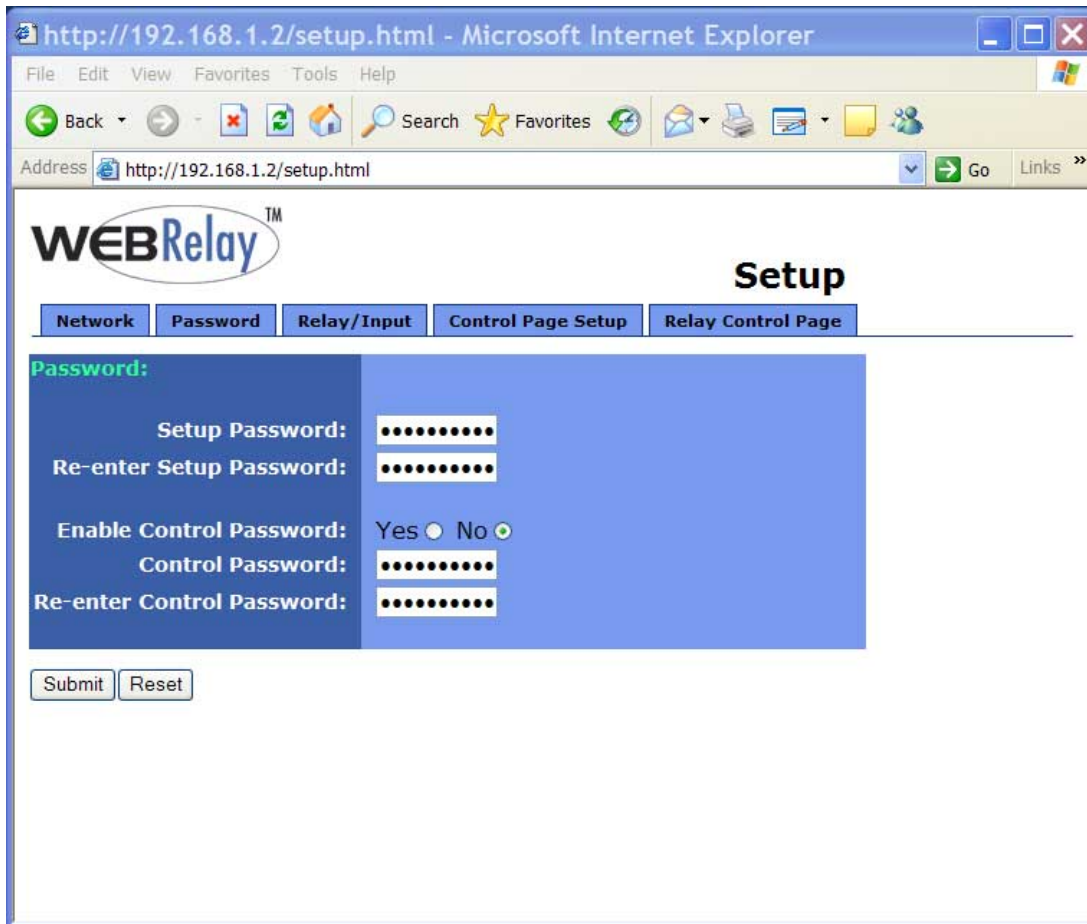 http://192.168.1.2/setup.html - Microsoft Internet Explorer
File Edit View Favorites Tools Help
Back Search Favorites
Address http://192.168.1.2/setup.html Go Links »
WEBRelay™
Setup
Network Password Relay/Input Control Page Setup Relay Control Page
Password:
Setup Password: ••••••••••
Re-enter Setup Password: ••••••••••
Enable Control Password: Yes No
Control Password: ••••••••••
Re-enter Control Password: ••••••••••
Submit Reset